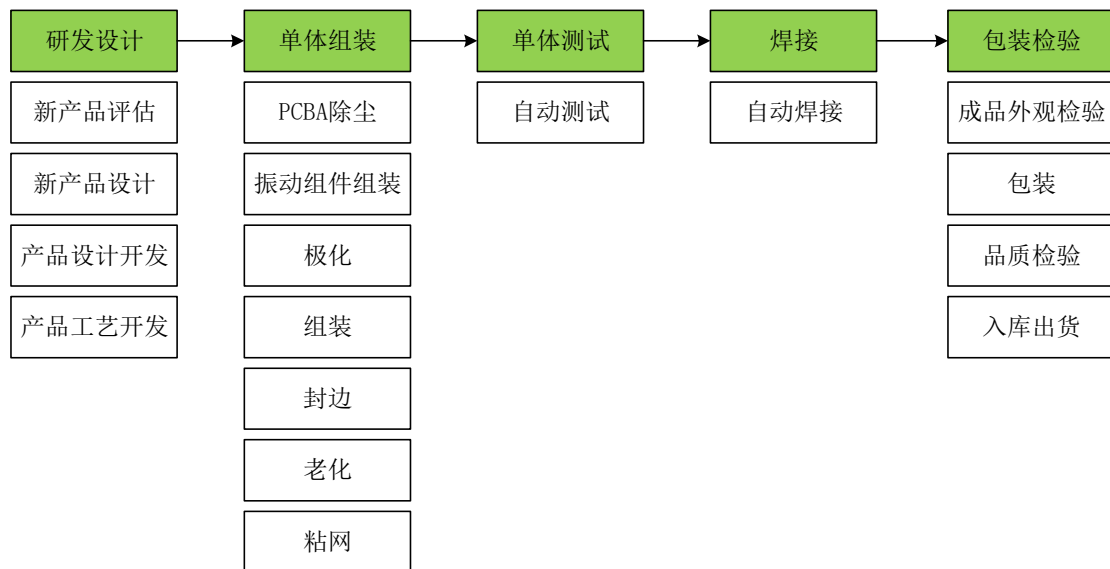 研发设计
单体组装
单体测试
焊接
包装检验
新产品评估
PCBA除尘
自动测试
自动焊接
成品外观检验
新产品设计
振动组件组装
包装
产品设计开发
极化
品质检验
产品工艺开发
组装
入库出货
封边
老化
粘网